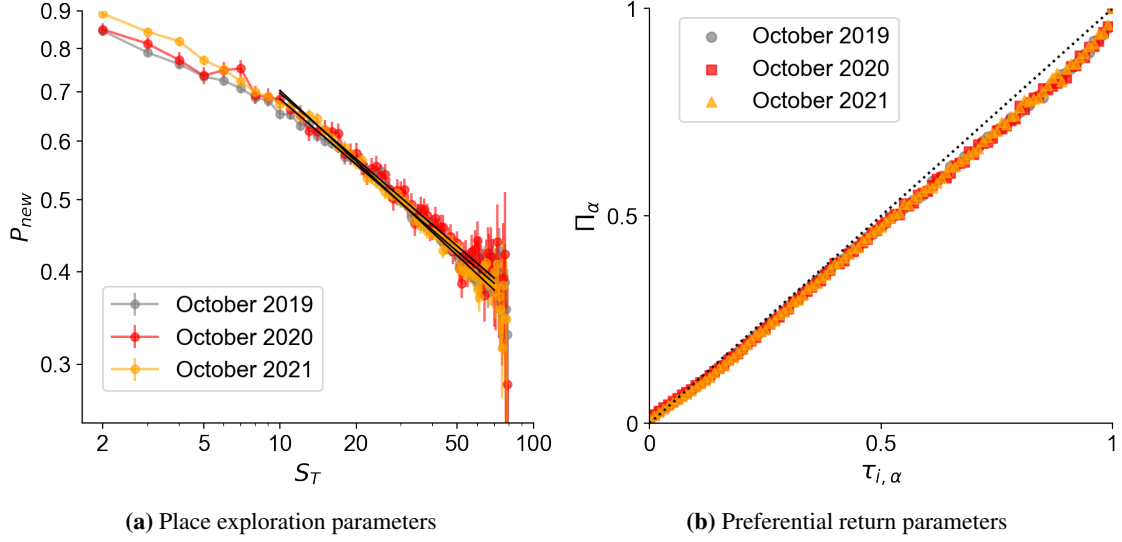 0.9
0.8
0.7
0.6
0.5
0.4
0.3
P_new
October 2019
October 2020
October 2021
2 5 10 20 50 100
S_T
(a) Place exploration parameters
1
0.5
0
Π_α
October 2019
October 2020
October 2021
0 0.5 1
τ_{i, α}
(b) Preferential return parameters